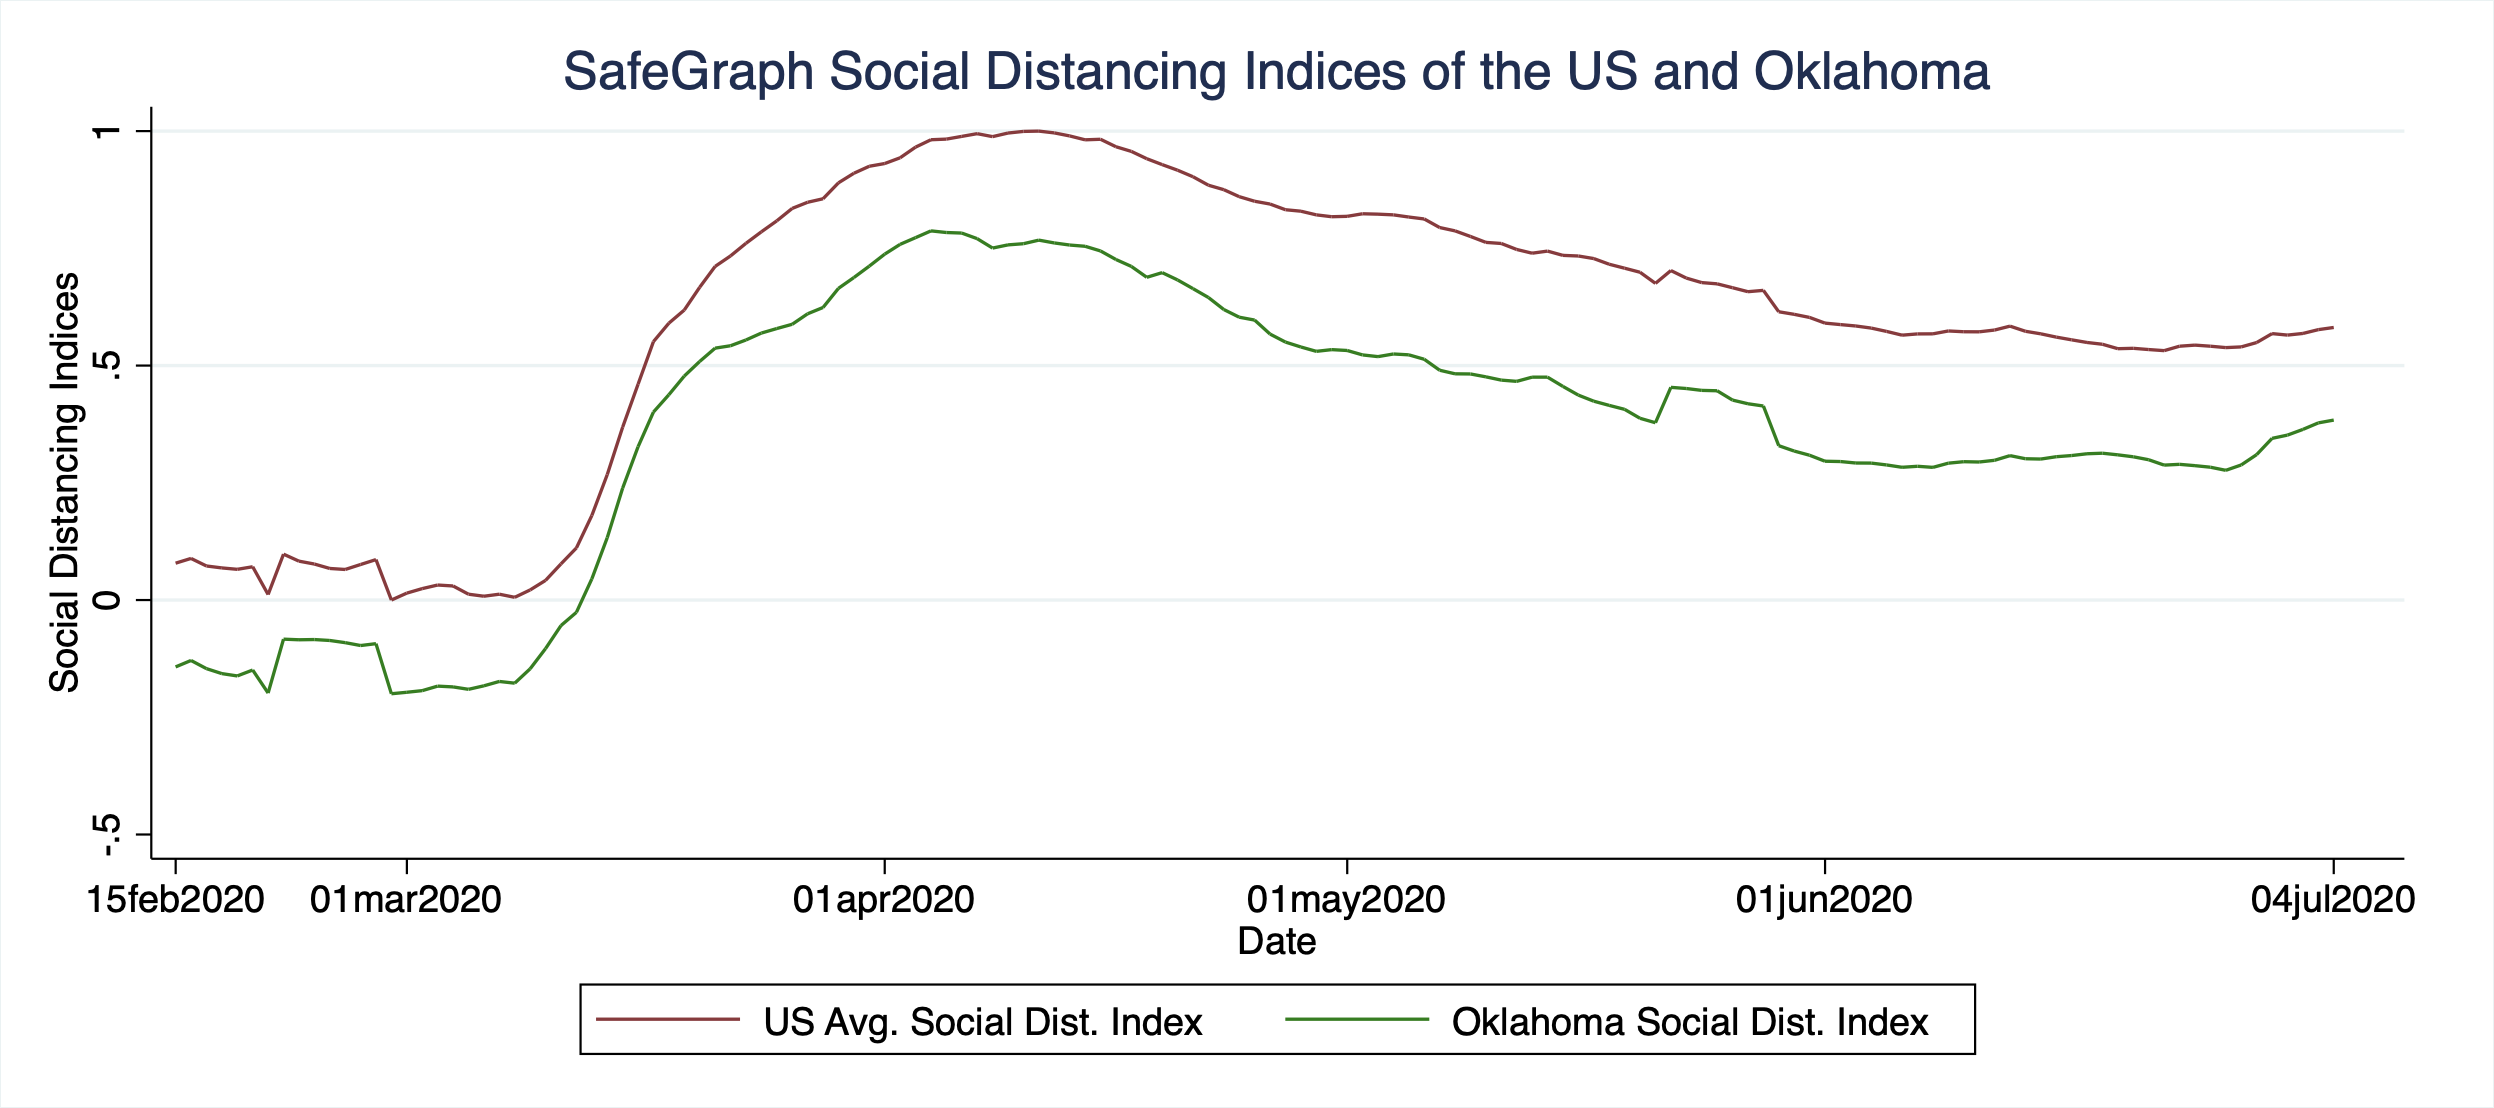 SafeGraph Social Distancing Indices of the US and Oklahoma
Social Distancing Indices
1
.5
0
-.5
15feb2020 01mar2020 01apr2020 01may2020 01jun2020 04jul2020
Date
US Avg. Social Dist. Index Oklahoma Social Dist. Index